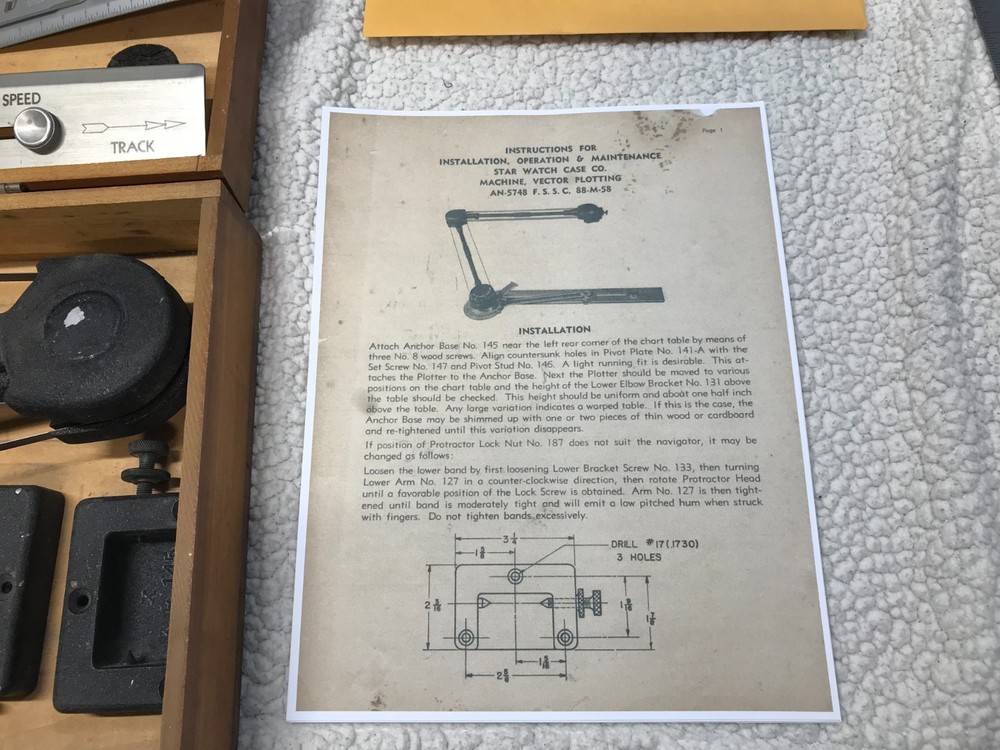 SPEED
TRACK
Page 1
INSTRUCTIONS FOR
INSTALLATION, OPERATION & MAINTENANCE
STAR WATCH CASE CO.
MACHINE, VECTOR PLOTTING
AN-5748 F. S. S. C. 88-M-58
INSTALLATION
Attach Anchor Base No. 145 near the left rear corner of the chart table by means of
three No. 8 wood screws. Align countersunk holes in Pivot Plate No. 141-A with the
Set Screw No. 147 and Pivot Stud No. 146. A light running fit is desirable. This at-
taches the Plotter to the Anchor Base. Next the Plotter should be moved to various
positions on the chart table and the height of the Lower Elbow Bracket No. 131 above
the table should be checked. This height should be uniform and about one half inch
above the table. Any large variation indicates a warped table. If this is the case, the
Anchor Base may be shimmed up with one or two pieces of thin wood or cardboard
and re-tightened until this variation disappears.
If position of Protractor Lock Nut No. 187 does not suit the navigator, it may be
changed as follows:
Loosen the lower band by first loosening Lower Bracket Screw No. 133, then turning
Lower Arm No. 127 in a counter-clockwise direction, then rotate Protractor Head
until a favorable position of the Lock Screw is obtained. Arm No. 127 is then tight-
ened until band is moderately tight and will emit a low pitched hum when struck
with fingers. Do not tighten bands excessively.
3 1/4
DRILL #17(.1730)
3 HOLES
2 5/16